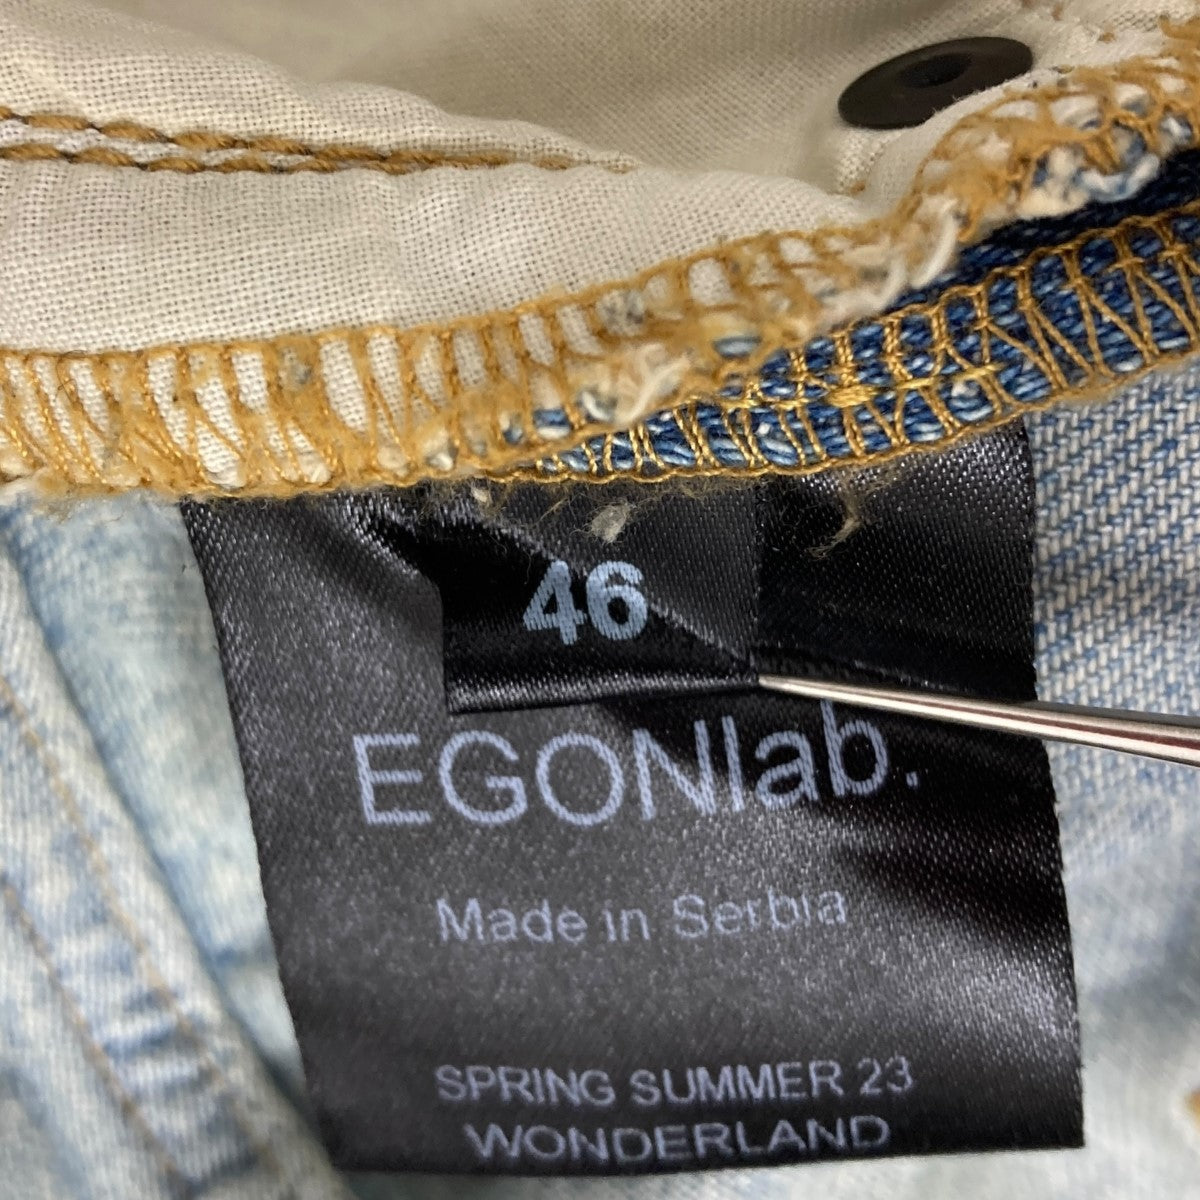 46
EGONlab.
Made in Serbia
SPRING SUMMER 23
WONDERLAND